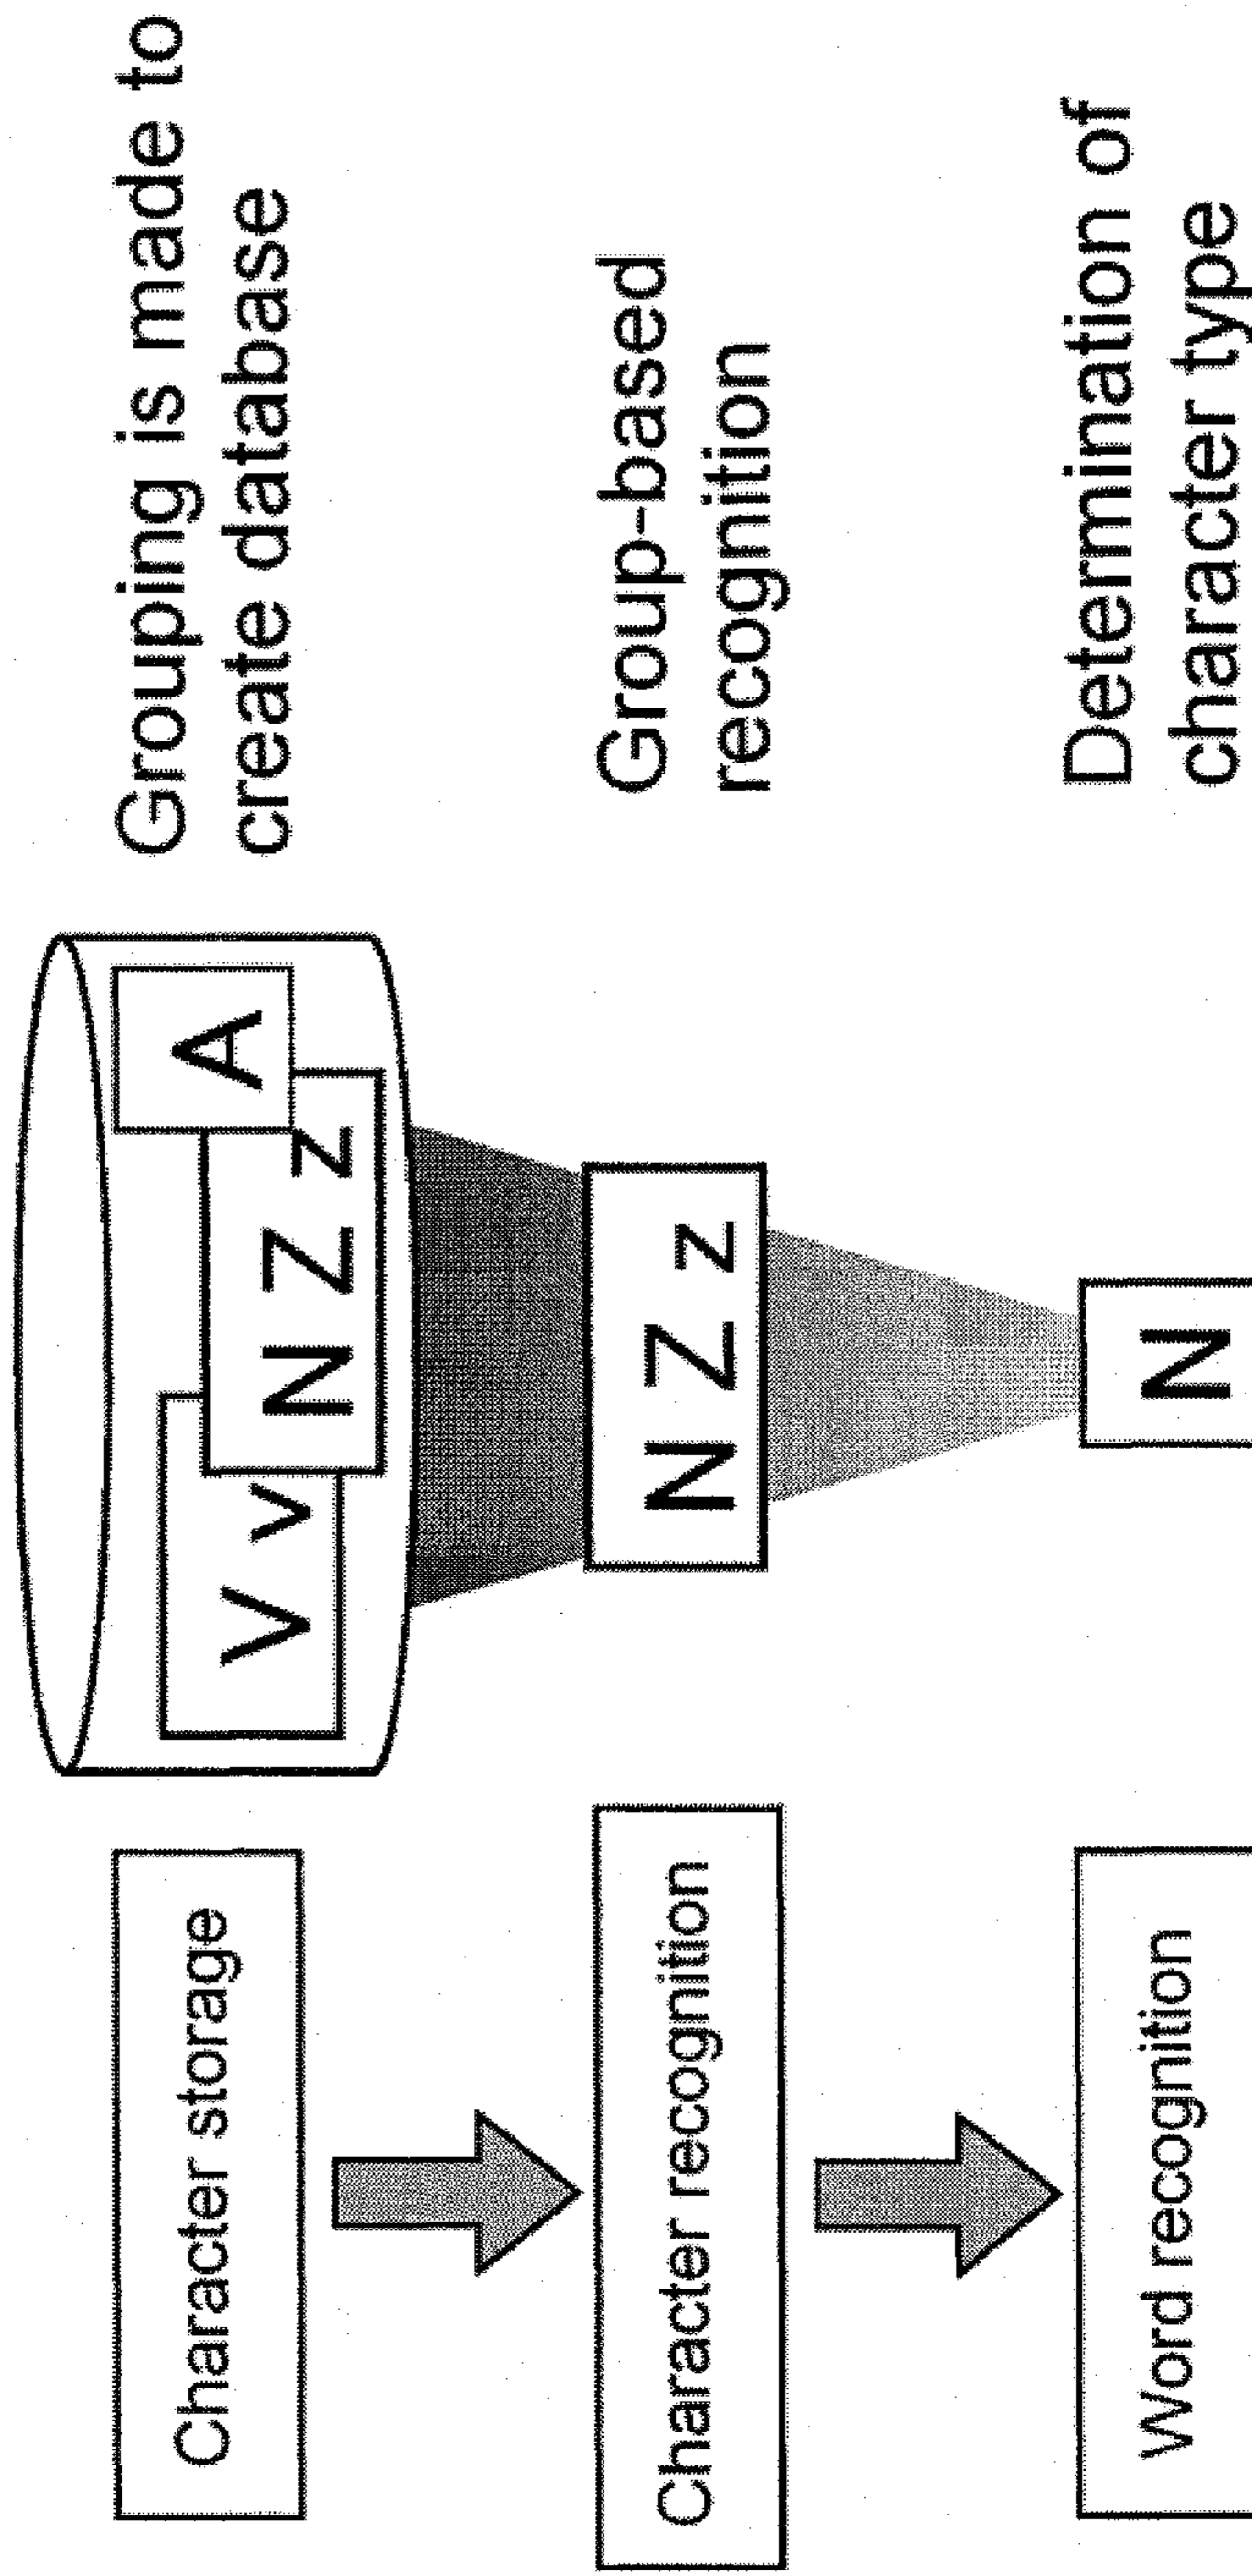 Character storage
V v
N Z z
A
Grouping is made to
create database
Character recognition
N Z z
Group-based
recognition
Word recognition
N
Determination of
character type